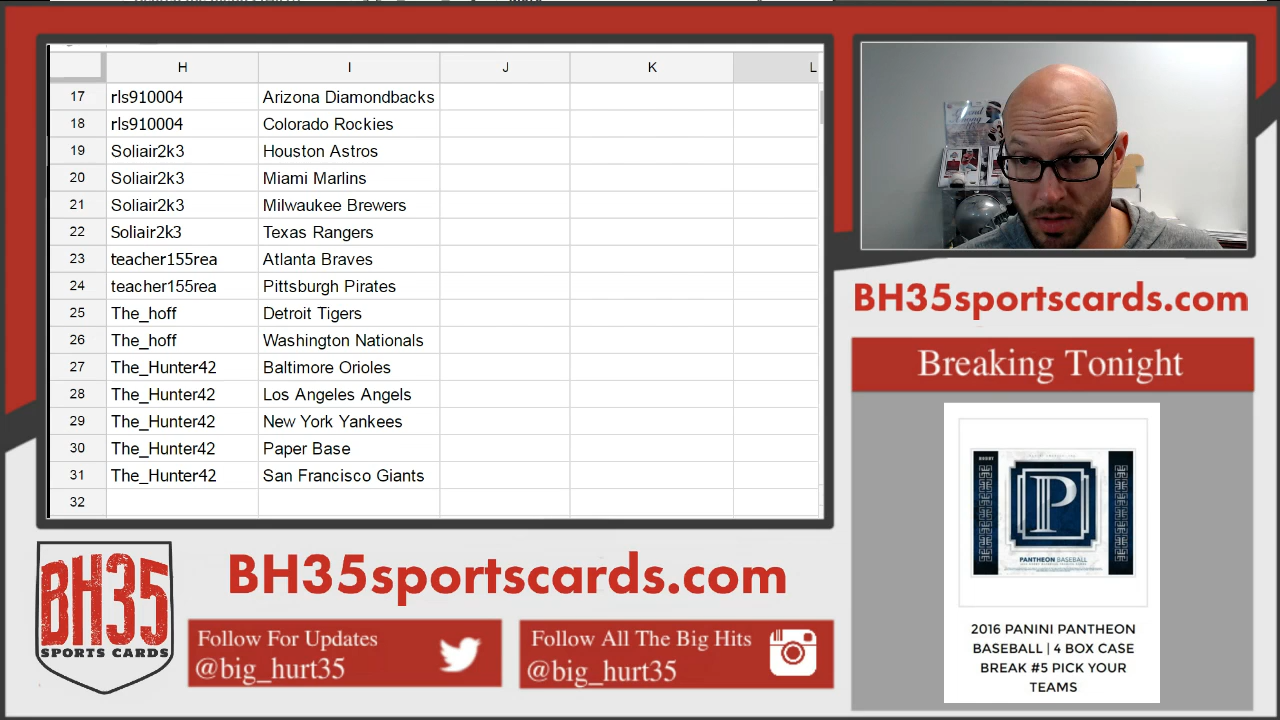 H I J K L
17 rls910004 Arizona Diamondbacks
18 rls910004 Colorado Rockies
19 Soliair2k3 Houston Astros
20 Soliair2k3 Miami Marlins
21 Soliair2k3 Milwaukee Brewers
22 Soliair2k3 Texas Rangers
23 teacher155rea Atlanta Braves
24 teacher155rea Pittsburgh Pirates
25 The_hoff Detroit Tigers
26 The_hoff Washington Nationals
27 The_Hunter42 Baltimore Orioles
28 The_Hunter42 Los Angeles Angels
29 The_Hunter42 New York Yankees
30 The_Hunter42 Paper Base
31 The_Hunter42 San Francisco Giants
32
BH35sportscards.com
Breaking Tonight
P
PANTHEON BASEBALL
2016 PANINI PANTHEON
BASEBALL | 4 BOX CASE
BREAK #5 PICK YOUR
TEAMS
BH35
SPORTS CARDS
BH35sportscards.com
Follow For Updates
@big_hurt35
Follow All The Big Hits
@big_hurt35